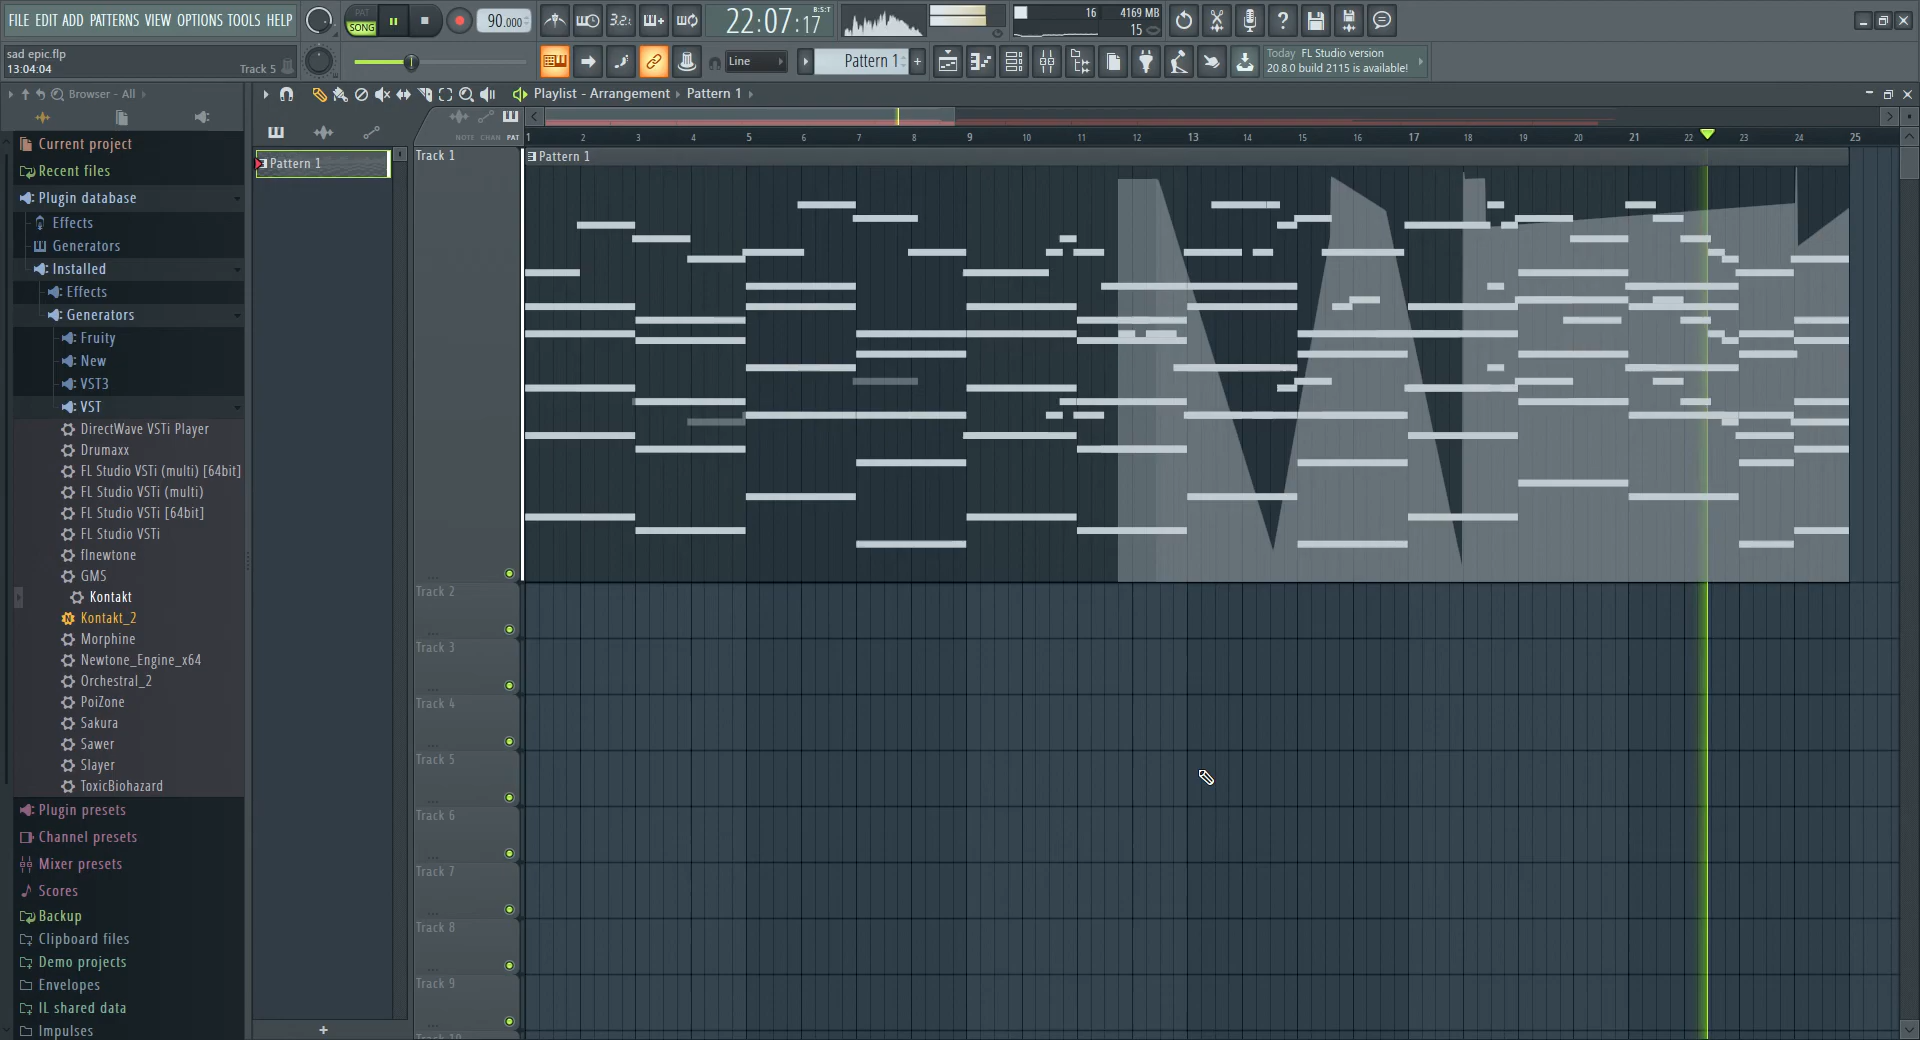 FILE EDIT ADD PATTERNS VIEW OPTIONS TOOLS HELP
PAT
SONG
90.000
3.2.
22:07:17
B:S:T
16
4169 MB
15
sad epic.flp
13:04:04
Track 5
Line
Pattern 1
+
Today FL Studio version
20.8.0 build 2115 is available!
Browser - All
Playlist - Arrangement
Pattern 1
NOTE CHAN PAT
1 2 3 4 5 6 7 8 9 10 11 12 13 14 15 16 17 18 19 20 21 22 23 24 25
Current project
Recent files
Plugin database
Effects
Generators
Installed
Effects
Generators
Fruity
New
VST3
VST
DirectWave VSTi Player
Drumaxx
FL Studio VSTi (multi) [64bit]
FL Studio VSTi (multi)
FL Studio VSTi [64bit]
FL Studio VSTi
flnewtone
GMS
Kontakt
Kontakt_2
Morphine
Newtone_Engine_x64
Orchestral_2
PoiZone
Sakura
Sawer
Slayer
ToxicBiohazard
Plugin presets
Channel presets
Mixer presets
Scores
Backup
Clipboard files
Demo projects
Envelopes
IL shared data
Impulses
Pattern 1
+
Track 1
Pattern 1
Track 2
Track 3
Track 4
Track 5
Track 6
Track 7
Track 8
Track 9